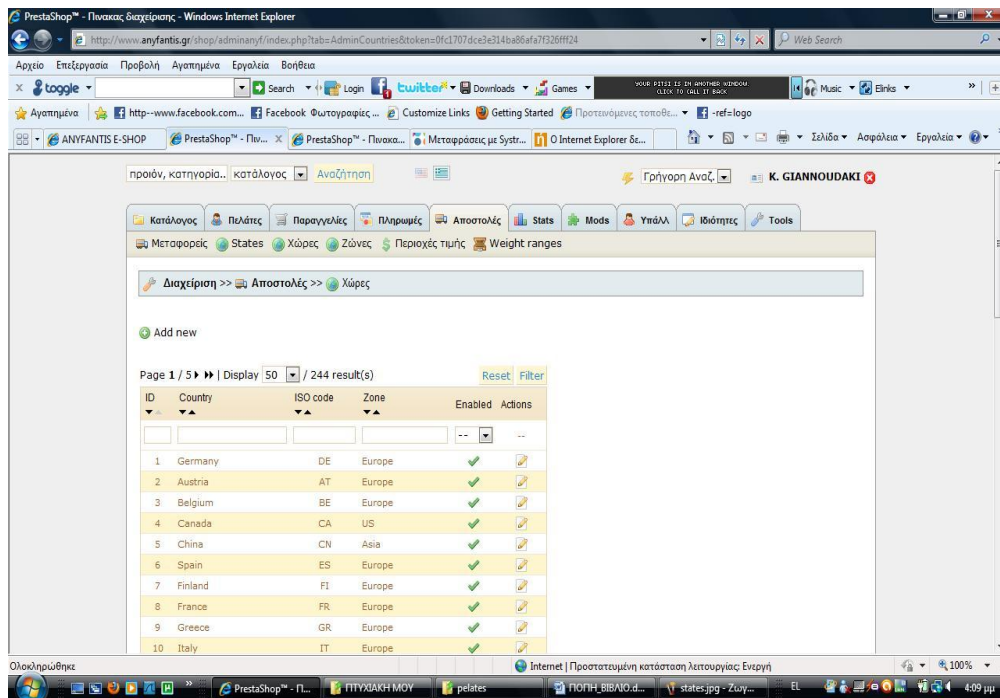 PrestaShop™ - Πινακας διαχείρισης - Windows Internet Explorer
http://www.anyfantis.gr/shop/adminanyf/index.php?tab=AdminCountries&token=0fc1707dce3e314ba86afa7f326fff24
Web Search
Αρχείο Επεξεργασία Προβολή Αγαπημένα Εργαλεία Βοήθεια
x toggle Search Login twitter Downloads Games YOUR PITSI IS IN ANOTHER WINDOW. CLICK TO CALL IT BACK Music Elinks »
Αγαπημένα http--www.facebook.com... Facebook Φωτογραφίες ... Customize Links Getting Started Προτεινόμενες τοποθε... -ref=logo
ANYFANTIS E-SHOP PrestaShop™ - Πιν... X PrestaShop™ - Πινακα... Μεταφράσεις με Systr... Ο Internet Explorer δε... Σελίδα Ασφάλεια Εργαλεία »
προιόν, κατηγορία.. κατάλογος Αναζήτηση Γρήγορη Αναζ. K. GIANNOUDAKI
Κατάλογος Πελάτες Παραγγελίες Πληρωμές Αποστολές Stats Mods Υπάλλ Ιδιότητες Tools
Μεταφορείς States Χώρες Ζώνες Περιοχές τιμής Weight ranges
Διαχείριση >> Αποστολές >> Χώρες
Add new
Page 1 / 5 | Display 50 / 244 result(s) Reset Filter
ID Country ISO code Zone Enabled Actions
-- --
1 Germany DE Europe
2 Austria AT Europe
3 Belgium BE Europe
4 Canada CA US
5 China CN Asia
6 Spain ES Europe
7 Finland FI Europe
8 France FR Europe
9 Greece GR Europe
10 Italy IT Europe
Ολοκληρώθηκε Internet | Προστατευμένη κατάσταση λειτουργίας: Ενεργή 100%
» PrestaShop™ - Π... ΠΤΥΧΙΑΚΗ ΜΟΥ pelates ΠΟΠΗ_ΒΙΒΛΙΟ.d... states.jpg - Ζωγ... EL 4:09 μμ